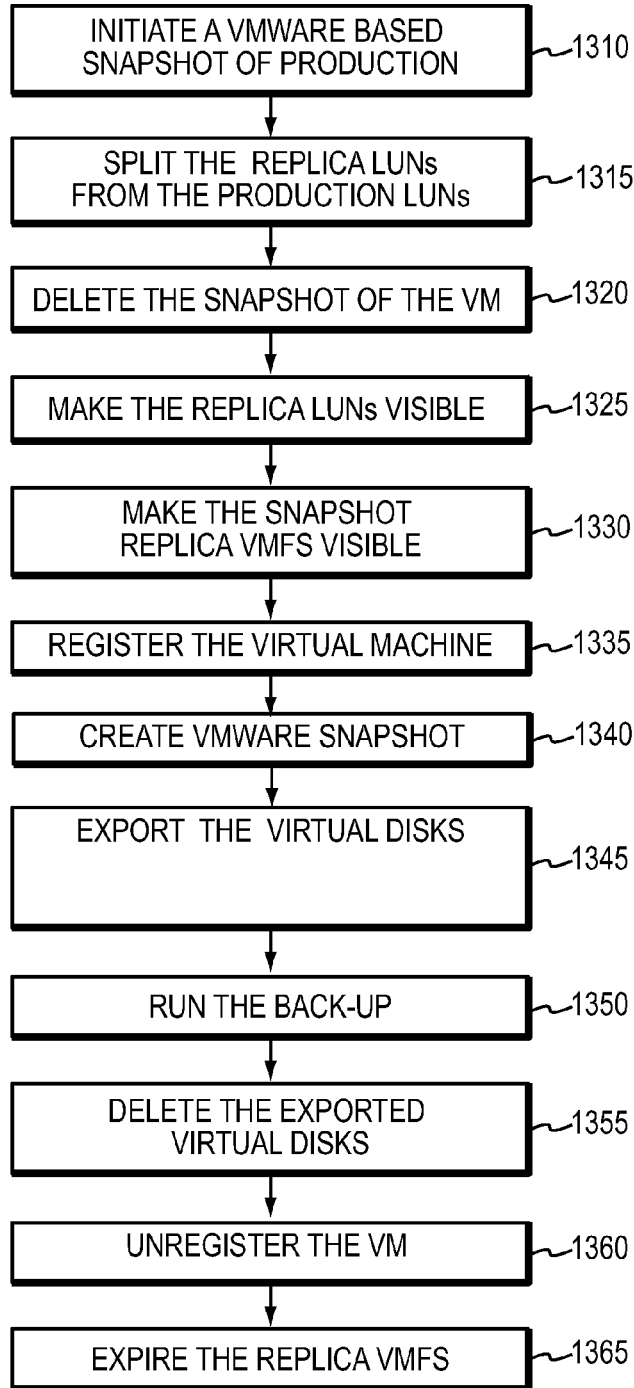 INITIATE A VMWARE BASED
SNAPSHOT OF PRODUCTION
1310
SPLIT THE REPLICA LUNs
FROM THE PRODUCTION LUNs
1315
DELETE THE SNAPSHOT OF THE VM
1320
MAKE THE REPLICA LUNs VISIBLE
1325
MAKE THE SNAPSHOT
REPLICA VMFS VISIBLE
1330
REGISTER THE VIRTUAL MACHINE
1335
CREATE VMWARE SNAPSHOT
1340
EXPORT THE VIRTUAL DISKS
1345
RUN THE BACK-UP
1350
DELETE THE EXPORTED
VIRTUAL DISKS
1355
UNREGISTER THE VM
1360
EXPIRE THE REPLICA VMFS
1365